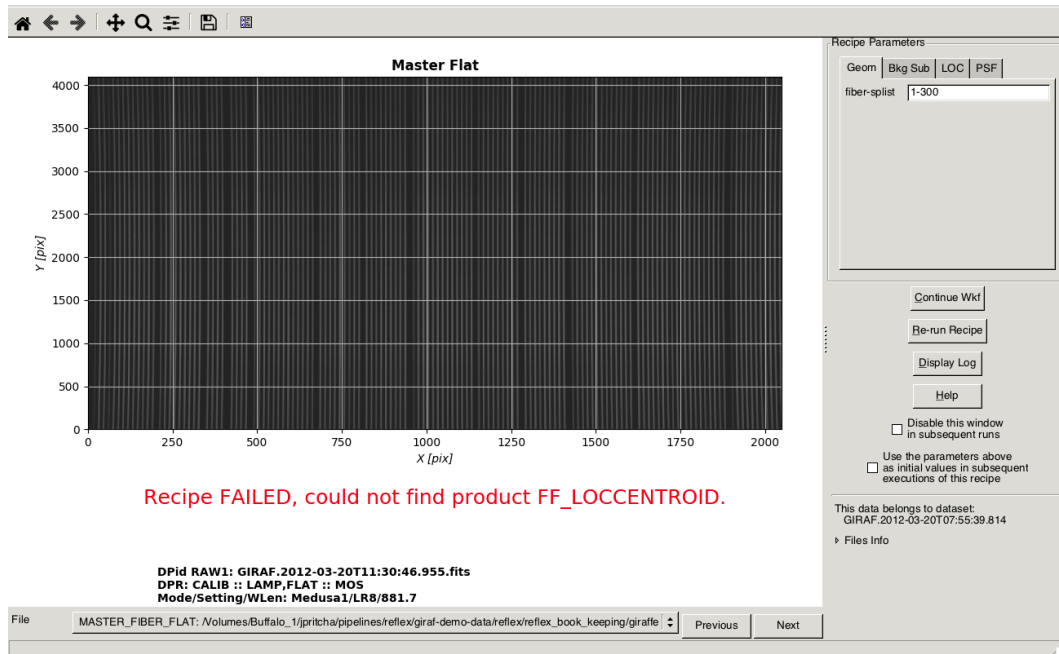 Master Flat
4000
3500
3000
2500
2000
1500
1000
500
0
Y [pix]
0 250 500 750 1000 1250 1500 1750 2000
X [pix]
Recipe FAILED, could not find product FF_LOCCENTROID.
DPid RAW1: GIRAF.2012-03-20T11:30:46.955.fits
DPR: CALIB :: LAMP,FLAT :: MOS
Mode/Setting/WLen: Medusa1/LR8/881.7
File MASTER_FIBER_FLAT: /Volumes/Buffalo_1/jpritcha/pipelines/reflex/giraf-demo-data/reflex/reflex_book_keeping/giraffe Previous Next
Recipe Parameters
Geom Bkg Sub LOC PSF
fiber-splist 1-300
Continue Wkf
Re-run Recipe
Display Log
Help
Disable this window
in subsequent runs
Use the parameters above
as initial values in subsequent
executions of this recipe
This data belongs to dataset:
GIRAF.2012-03-20T07:55:39.814
Files Info